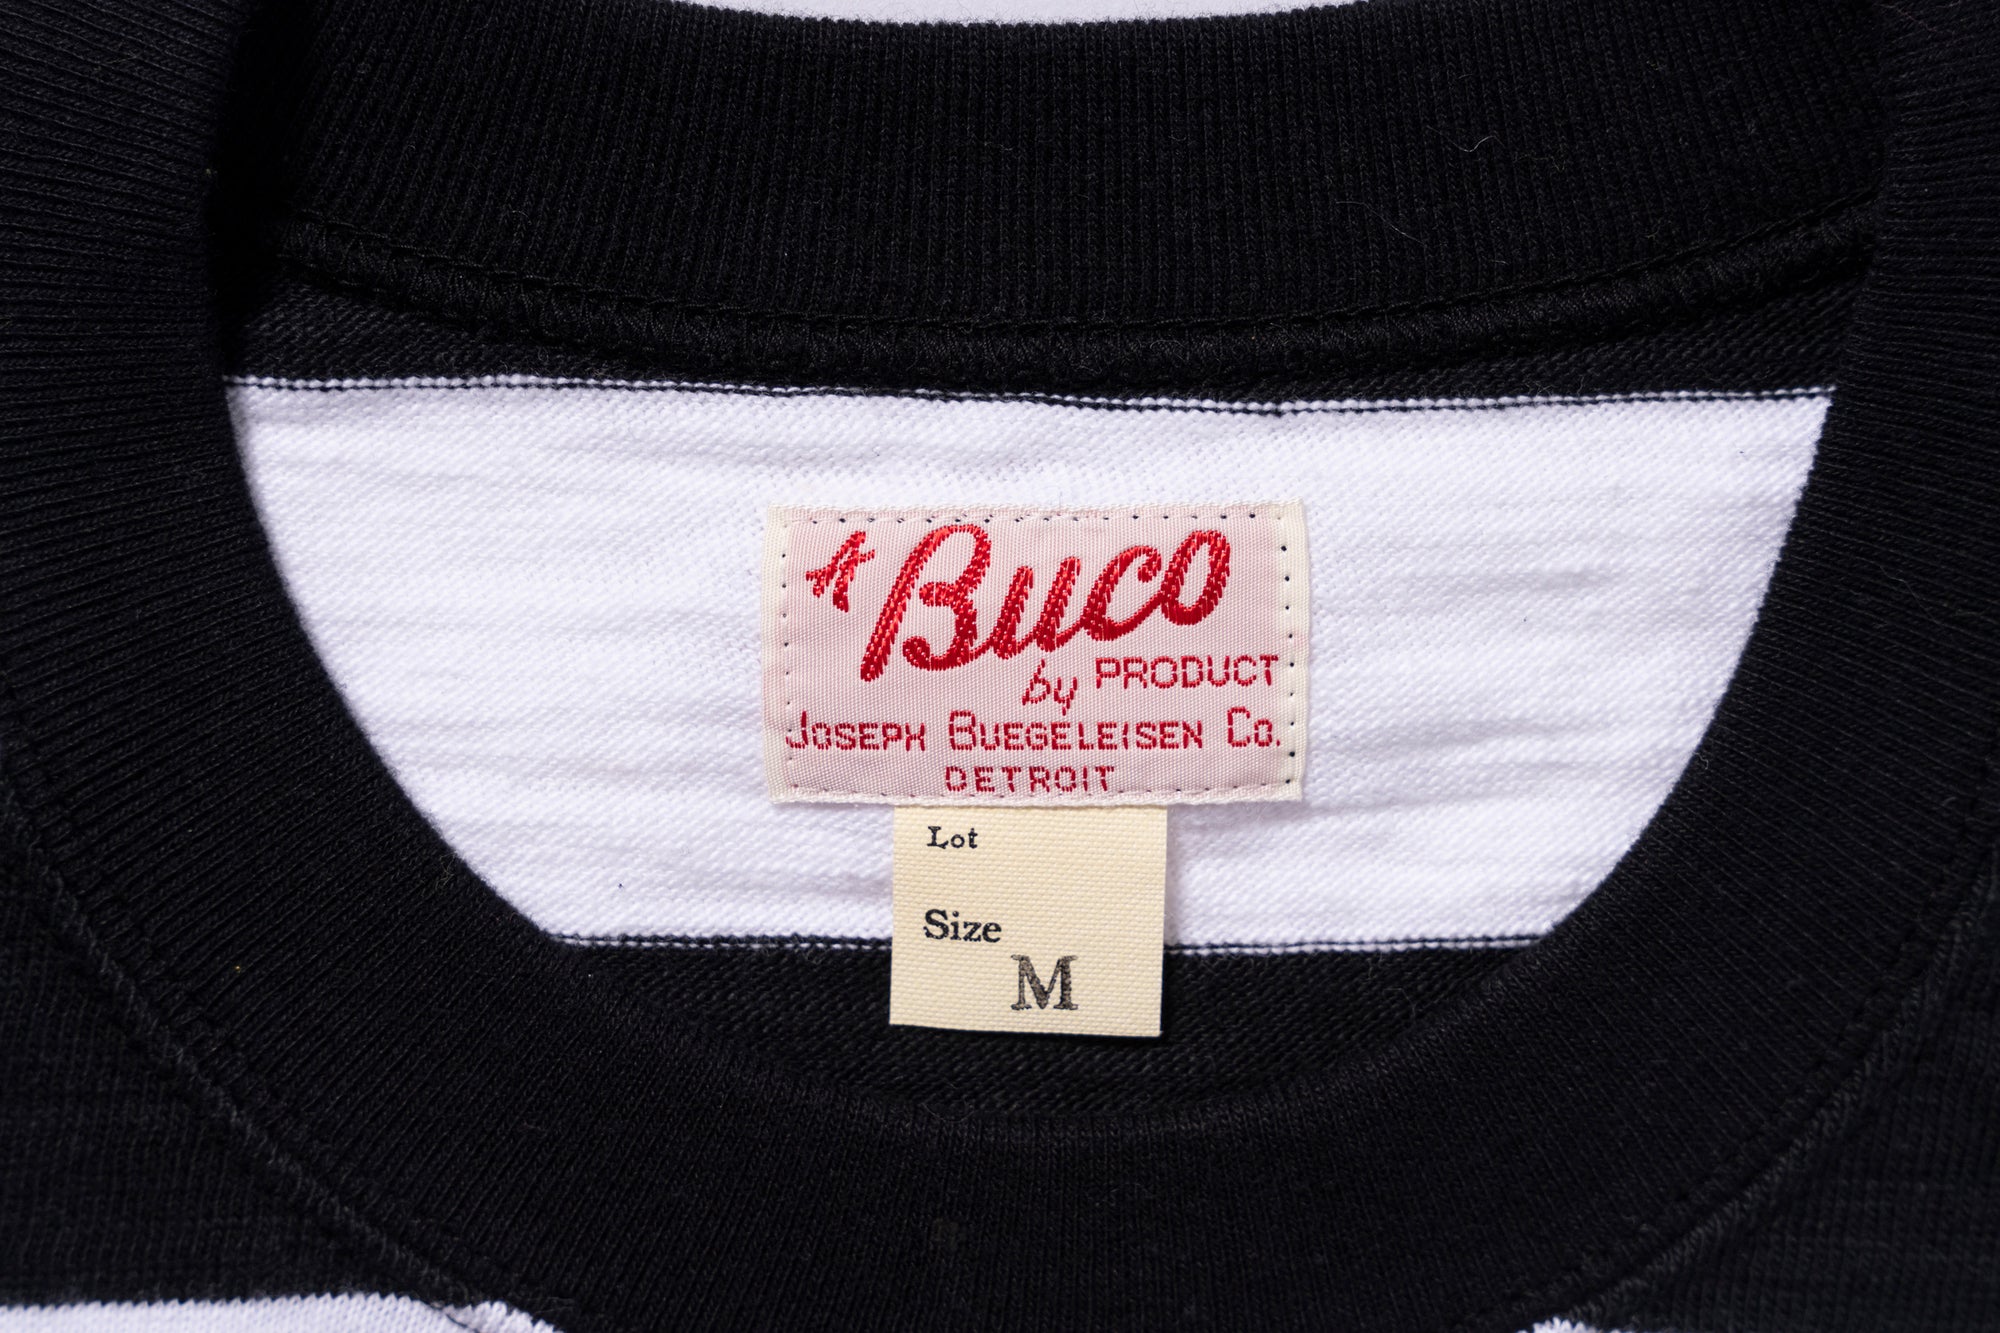 A Buco
by PRODUCT
JOSEPH BUEGELEISEN CO.
DETROIT
Lot
Size
M